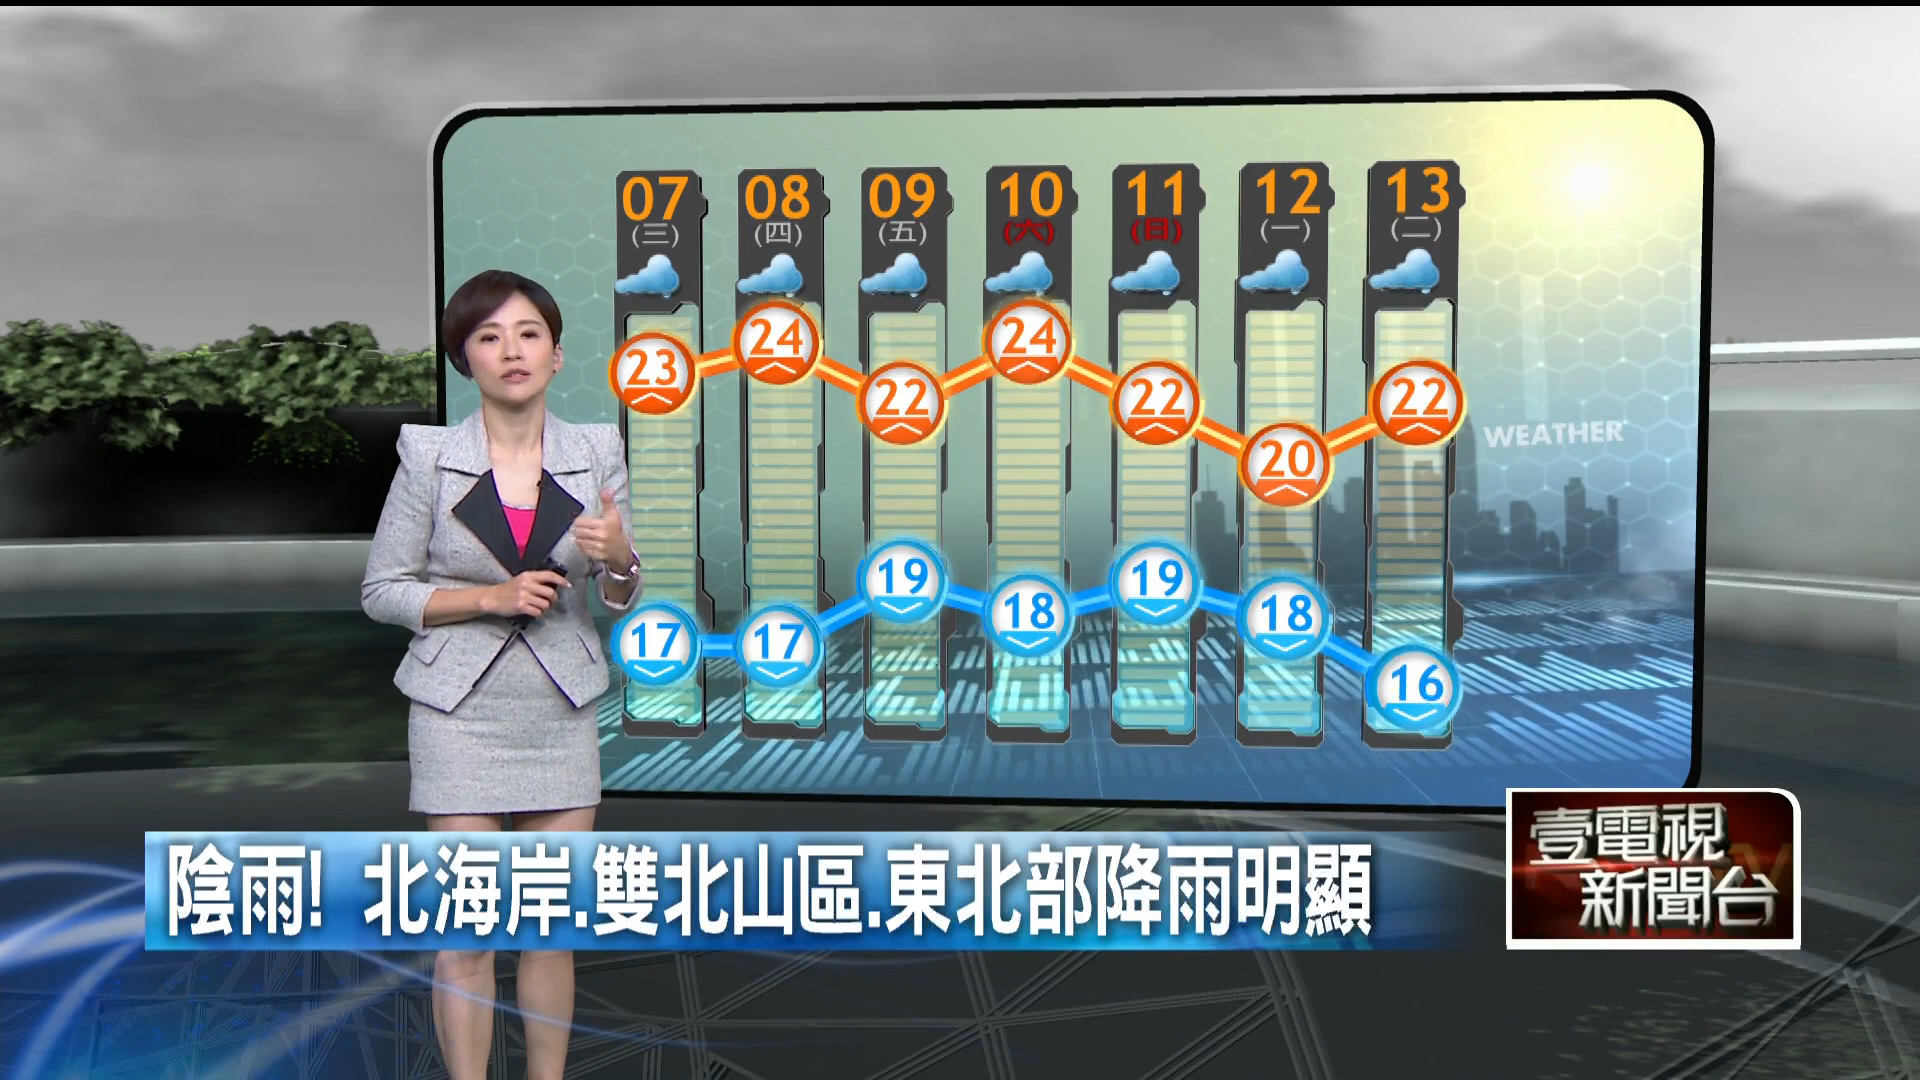 07 08 09 10 11 12 13
(三) (四) (五) (六) (日) (一) (二)
23 24 22 24 22 20 22
WEATHER
17 17 19 18 19 18 16
陰雨! 北海岸.雙北山區.東北部降雨明顯
壹電視
新聞台